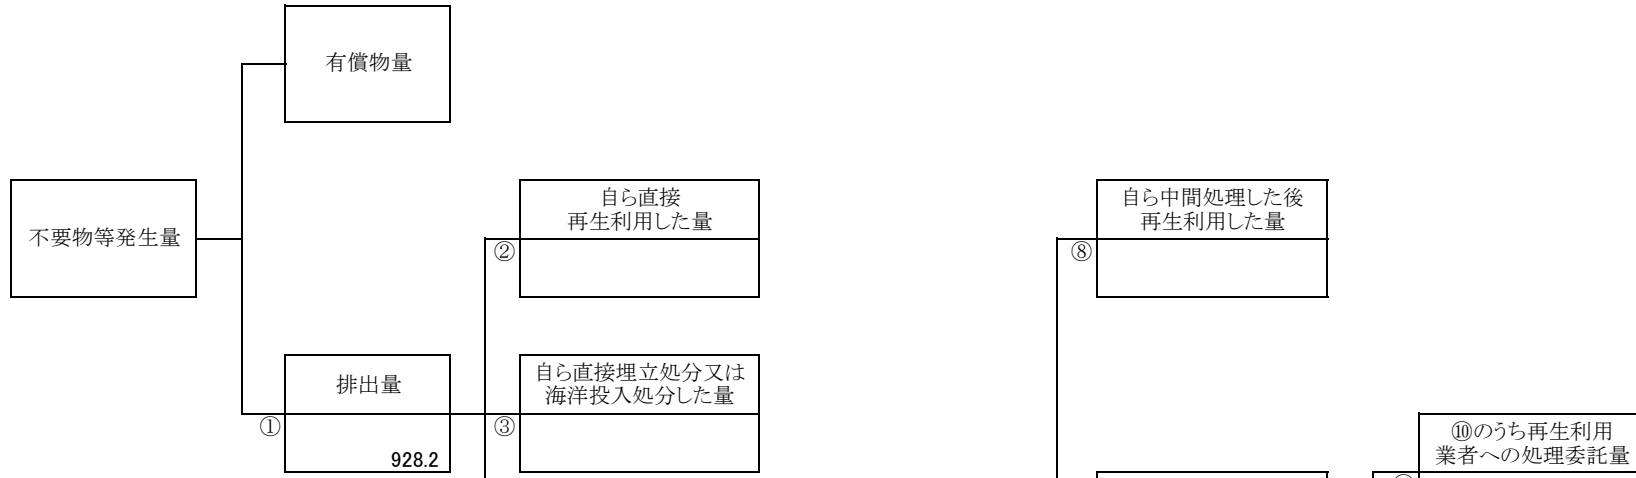 有償物量
不要物等発生量
自ら直接
再生利用した量
②
自ら中間処理した後
再生利用した量
⑧
排出量
①
928.2
自ら直接埋立処分又は
海洋投入処分した量
③
⑩のうち再生利用
業者への処理委託量